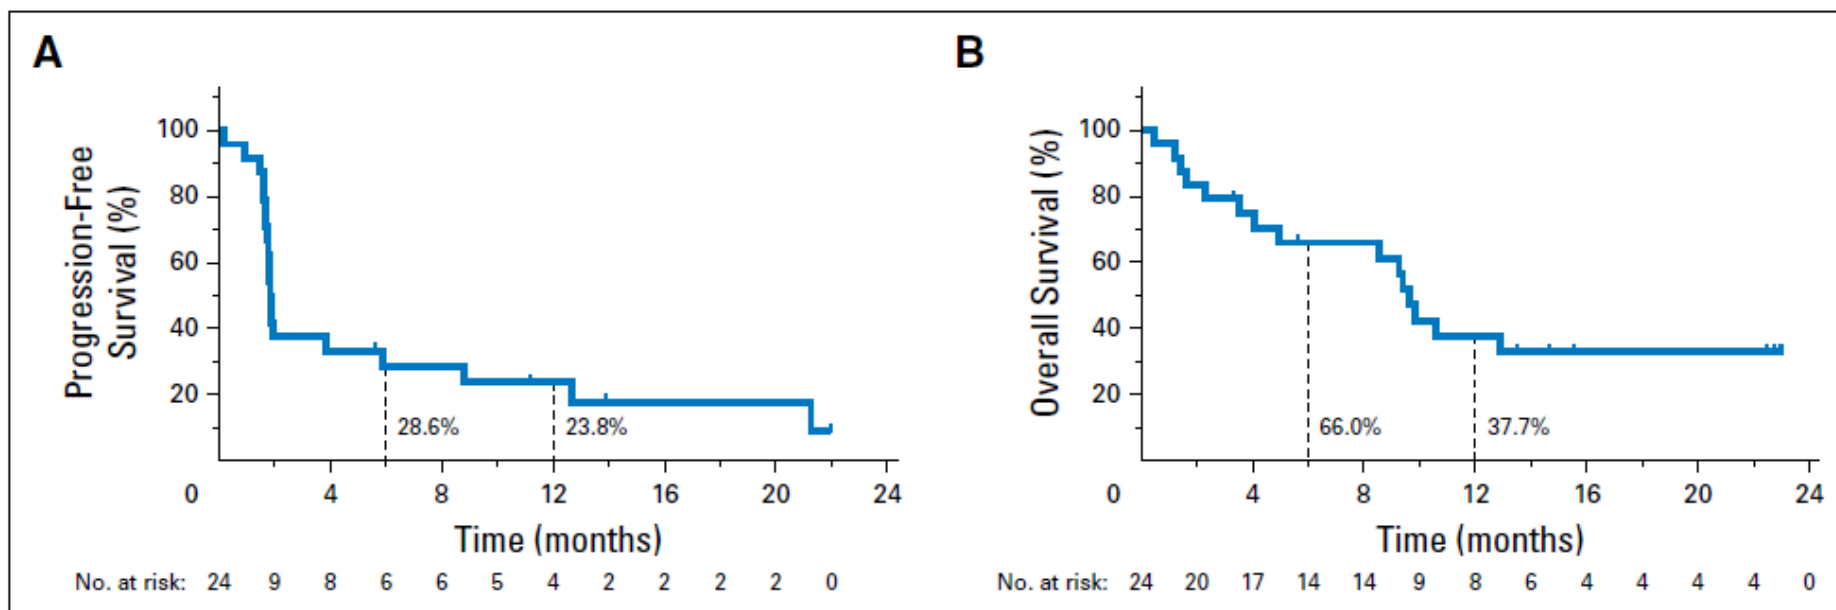 A
Progression-Free
Survival (%)
100
80
60
40
20
28.6%
23.8%
0 4 8 12 16 20 24
Time (months)
No. at risk: 24 9 8 6 6 5 4 2 2 2 2 0
B
Overall Survival (%)
100
80
60
40
20
66.0%
37.7%
0 4 8 12 16 20 24
Time (months)
No. at risk: 24 20 17 14 14 9 8 6 4 4 4 4 0